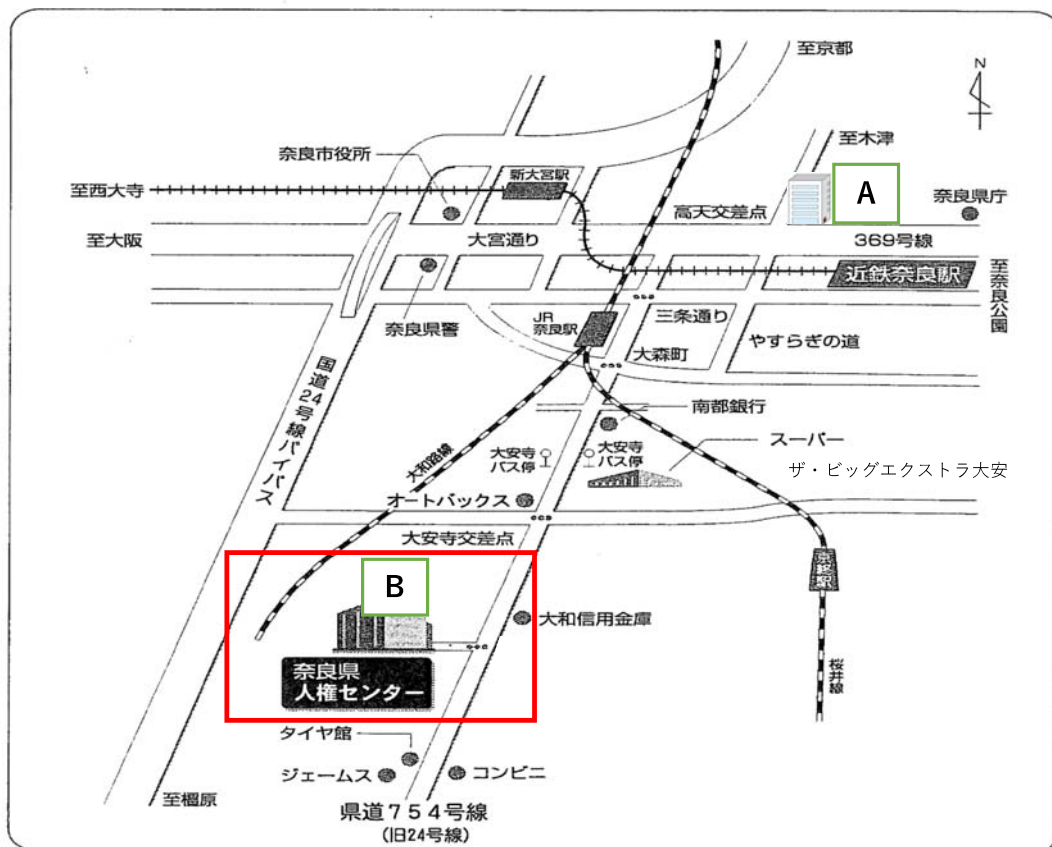 至京都
N
至木津
奈良市役所
新大宮駅
A
奈良県庁
至西大寺
高天交差点
至大阪
大宮通り
369号線
近鉄奈良駅
至奈良公園
奈良県警
JR
奈良駅
三条通り
やすらぎの道
大森町
国道24号線バイパス
南都銀行
大和路線
大安寺
バス停
大安寺
バス停
スーパー
ザ・ビッグエクストラ大安
オートバックス
大安寺交差点
京終駅
B
大和信用金庫
奈良県
人権センター
桜井線
タイヤ館
ジェームス
コンビニ
至橿原
県道754号線
(旧24号線)